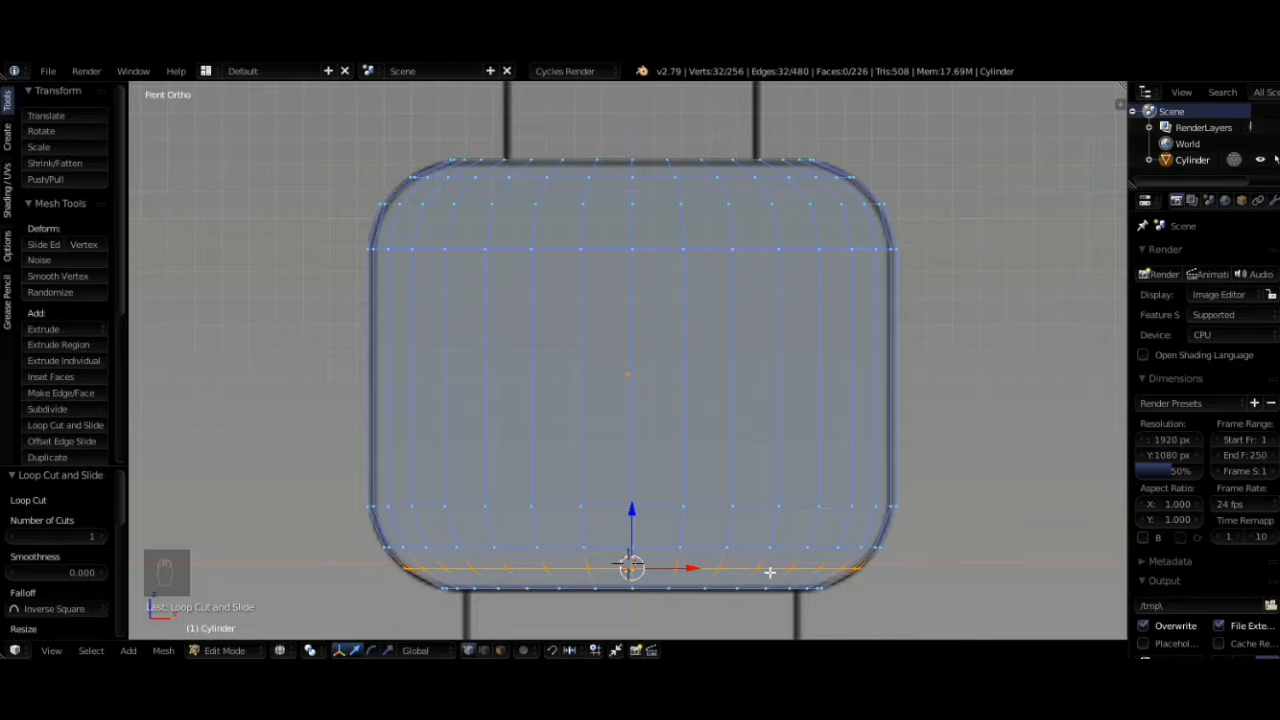 File Render Window Help Default Scene Cycles Render v2.79 | Verts:32/256 | Edges:32/480 | Faces:0/226 | Tris:508 | Mem:17.69M | Cylinder
Tools
Create
Shading / UVs
Options
Grease Pencil
Transform
Translate
Rotate
Scale
Shrink/Fatten
Push/Pull
Mesh Tools
Deform:
Slide Ed Vertex
Noise
Smooth Vertex
Randomize
Add:
Extrude
Extrude Region
Extrude Individual
Inset Faces
Make Edge/Face
Subdivide
Loop Cut and Slide
Offset Edge Slide
Duplicate
Loop Cut and Slide
Loop Cut
Number of Cuts
1
Smoothness
0.000
Falloff
Inverse Square
Resize
Front Ortho
Last: Loop Cut and Slide
(1) Cylinder
View Select Add Mesh Edit Mode Global
View Search All Sc
Scene
RenderLayers
World
Cylinder
Scene
Render
Render Animati Audio
Display: Image Editor
Feature S Supported
Device: CPU
Open Shading Language
Dimensions
Render Presets
Resolution: Frame Range:
: 1920 px Start Fr: 1
Y:1080 px End F: 250
50% Frame S:1
Aspect Ratio: Frame Rate:
X: 1.000 24 fps
Y: 1.000 Time Remapp
B Cr 1 10
Metadata
Output
/tmp\
Overwrite File Exte...
Placehol... Cache Re...